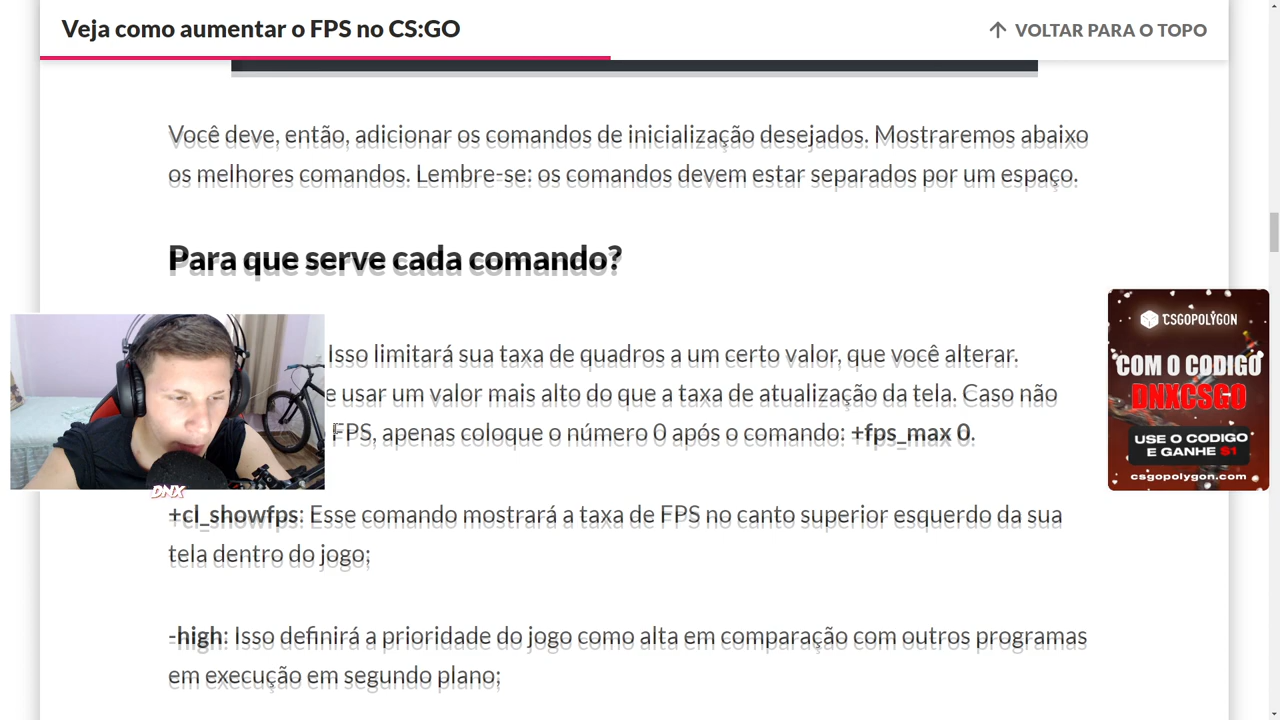 Veja como aumentar o FPS no CS:GO
VOLTAR PARA O TOPO
Você deve, então, adicionar os comandos de inicialização desejados. Mostraremos abaixo
os melhores comandos. Lembre-se: os comandos devem estar separados por um espaço.
Para que serve cada comando?
Isso limitará sua taxa de quadros a um certo valor, que você alterar.
e usar um valor mais alto do que a taxa de atualização da tela. Caso não
FPS, apenas coloque o número 0 após o comando: +fps_max 0.
DNX
+cl_showfps: Esse comando mostrará a taxa de FPS no canto superior esquerdo da sua
tela dentro do jogo;
-high: Isso definirá a prioridade do jogo como alta em comparação com outros programas
em execução em segundo plano;
CSGOPOLYGON
COM O CODIGO
DNXCSGO
USE O CODIGO
E GANHE $1
csgopolygon.com